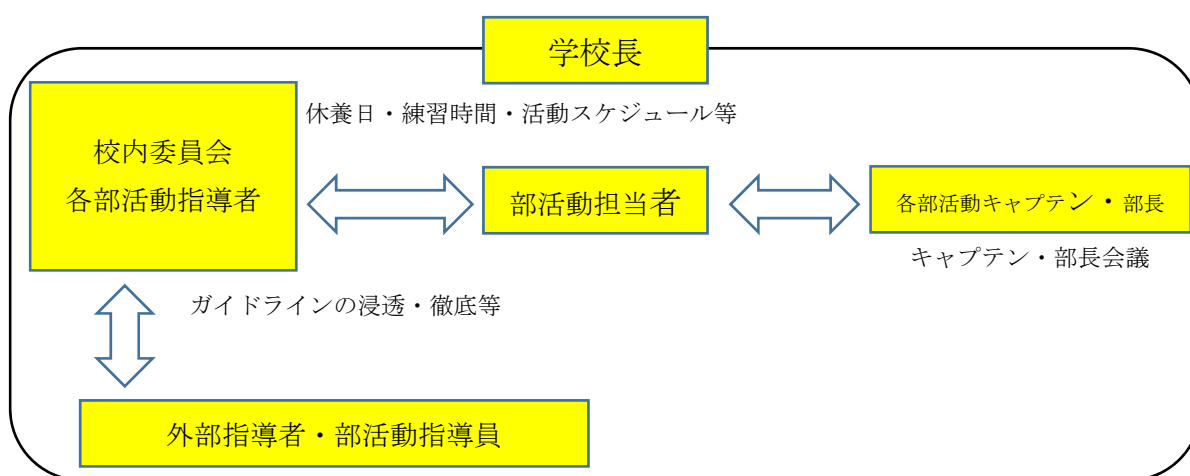 学校長
休養日・練習時間・活動スケジュール等
校内委員会
各部活動指導者
部活動担当者
各部活動キャプテン・部長
キャプテン・部長会議
ガイドラインの浸透・徹底等
外部指導者・部活動指導員